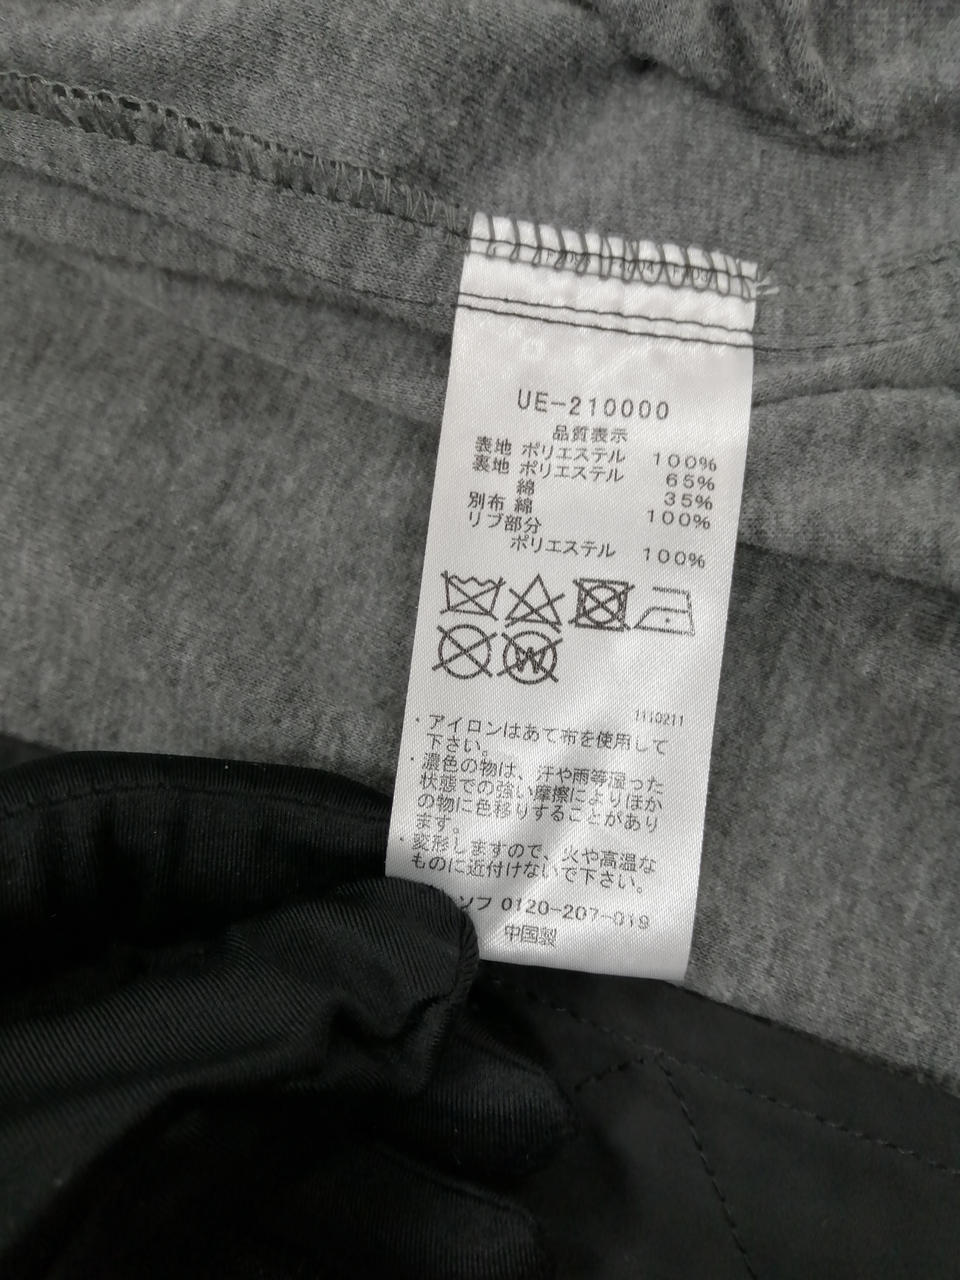 UE-210000
品質表示
表地 ポリエステル 100%
裏地 ポリエステル 65%
綿 35%
別布 綿 100%
リブ部分
ポリエステル 100%
W
1110211
・アイロンはあて布を使用して
下さい。
・濃色の物は、汗や雨等湿った
状態での強い摩擦によりほか
の物に色移りすることがあり
ます。
・変形しますので、火や高温な
ものに近付けないで下さい。
ソフ 0120-207-019
中国製